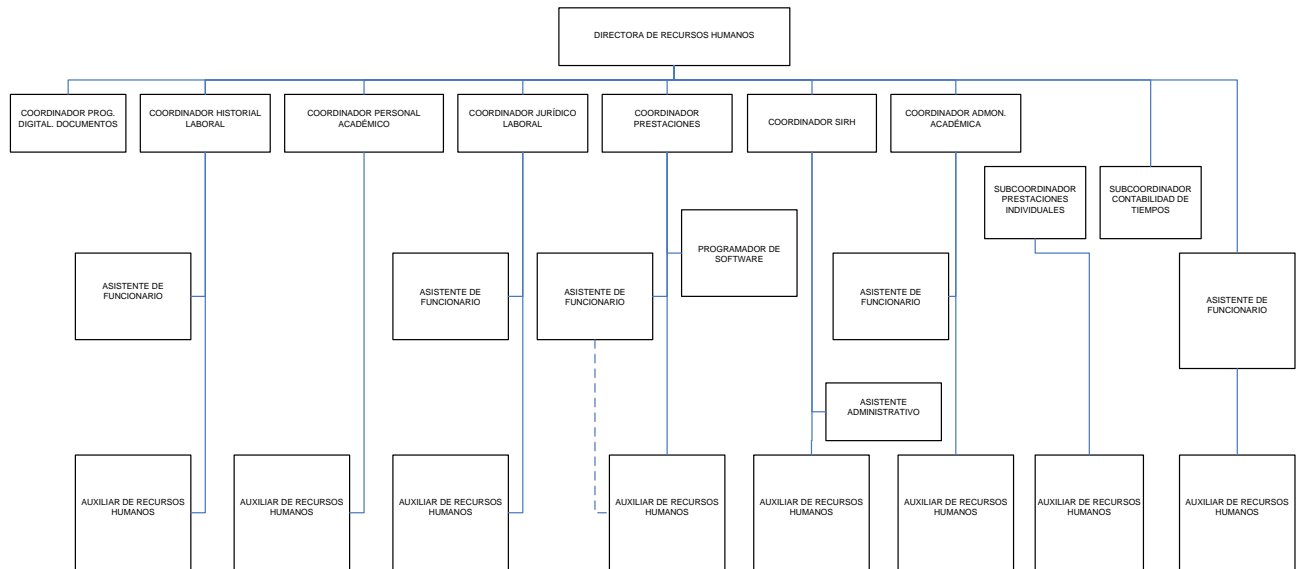 DIRECTORA DE RECURSOS HUMANOS
COORDINADOR PROG.
DIGITAL. DOCUMENTOS
COORDINADOR HISTORIAL
LABORAL
COORDINADOR PERSONAL
ACADÉMICO
COORDINADOR JURÍDICO
LABORAL
COORDINADOR
PRESTACIONES
COORDINADOR SIRH
COORDINADOR ADMON.
ACADÉMICA
SUBCOORDINADOR
PRESTACIONES
INDIVIDUALES
SUBCOORDINADOR
CONTABILIDAD DE
TIEMPOS
PROGRAMADOR DE
SOFTWARE
ASISTENTE DE
FUNCIONARIO
ASISTENTE DE
FUNCIONARIO
ASISTENTE DE
FUNCIONARIO
ASISTENTE DE
FUNCIONARIO
ASISTENTE DE
FUNCIONARIO
ASISTENTE
ADMINISTRATIVO
AUXILIAR DE RECURSOS
HUMANOS
AUXILIAR DE RECURSOS
HUMANOS
AUXILIAR DE RECURSOS
HUMANOS
AUXILIAR DE RECURSOS
HUMANOS
AUXILIAR DE RECURSOS
HUMANOS
AUXILIAR DE RECURSOS
HUMANOS
AUXILIAR DE RECURSOS
HUMANOS
AUXILIAR DE RECURSOS
HUMANOS